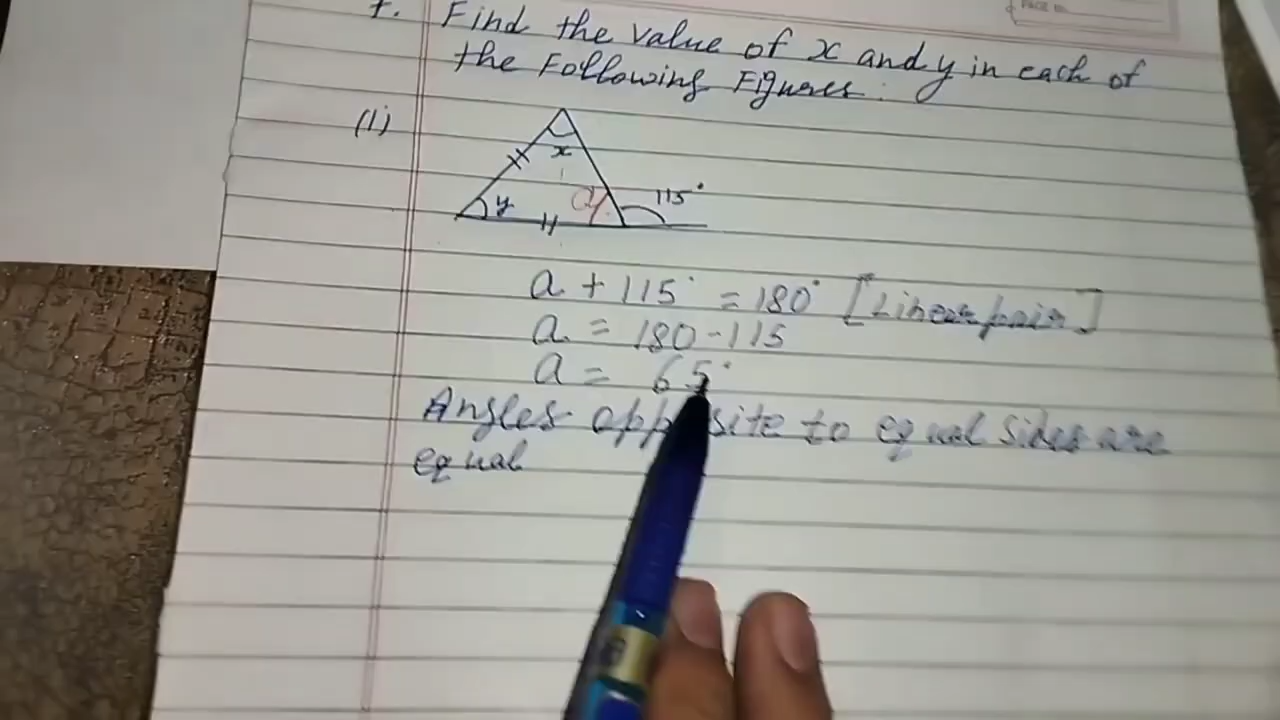 7. Find the value of x and y in each of
the Following Figures.
(i)
x
y
a
115°
a + 115° = 180° [Linear pair]
a = 180 - 115
a = 65°
Angles opposite to equal sides are
equal